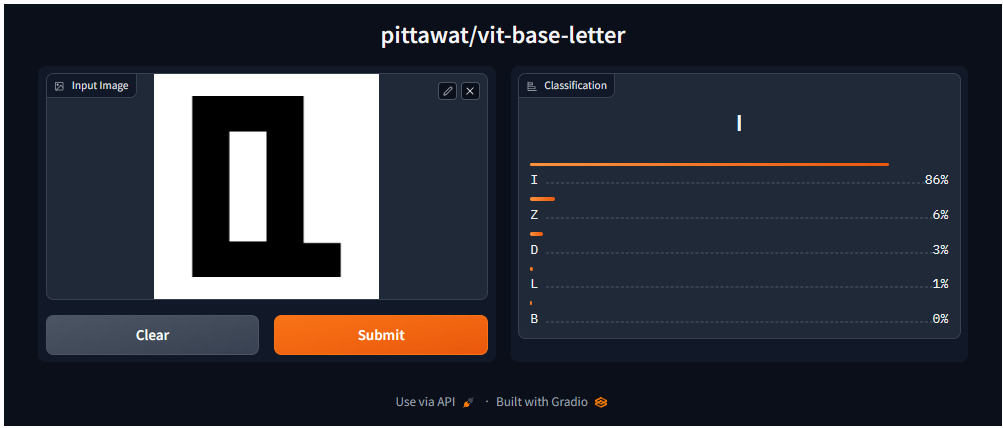 pittawat/vit-base-letter
Input Image
Classification
I
I 86%
Z 6%
D 3%
L 1%
B 0%
Clear
Submit
Use via API · Built with Gradio